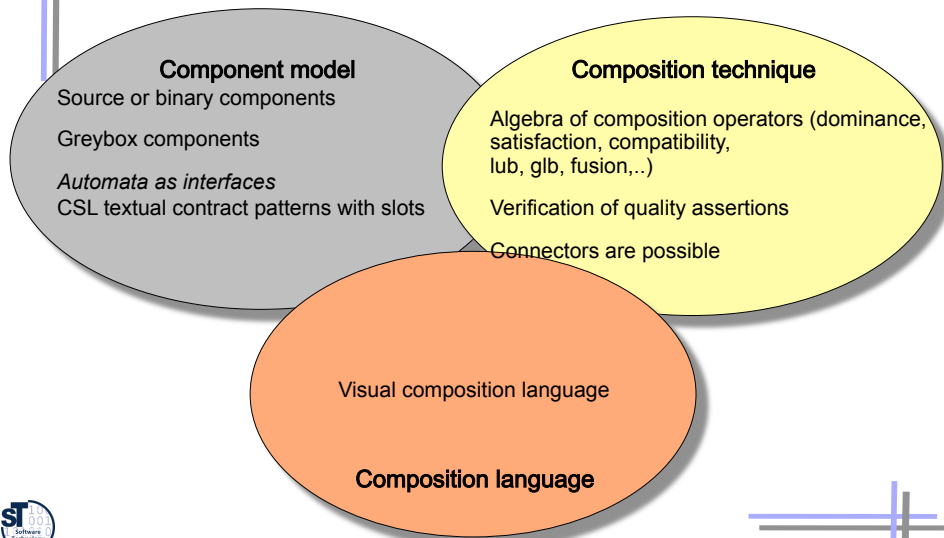 Component model
Source or binary components
Greybox components
Automata as interfaces
CSL textual contract patterns with slots
Composition technique
Algebra of composition operators (dominance,
satisfaction, compatibility,
lub, glb, fusion,..)
Verification of quality assertions
Connectors are possible
Visual composition language
Composition language
ST
Software